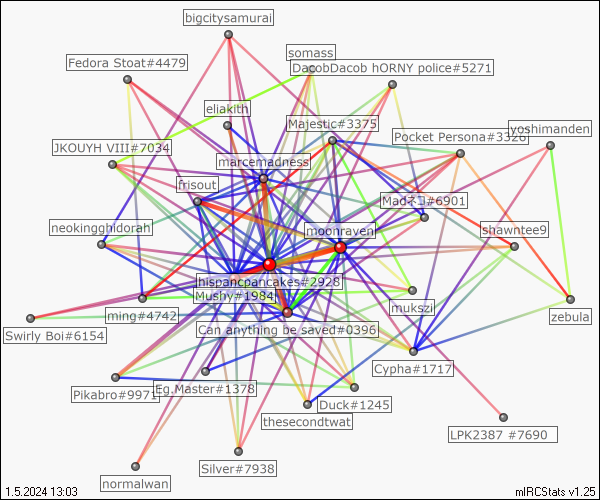 bigcitysamurai
somass
Fedora Stoat#4479
DacobDacob hORNY police#5271
eliakith
Majestic#3375
yoshimanden
Pocket Persona#3326
JKOUYH VIII#7034
marcemadness
frisout
Madネコ#6901
neokingghidorah
moonraven
shawntee9
hispancpancakes#2928
Mushy#1984
mukszil
ming#4742
zebula
Swirly Boi#6154
Can anything be saved#0396
Cypha#1717
Eg.Master#1378
Pikabro#9971
Duck#1245
thesecondtwat
LPK2387 #7690
Silver#7938
normalwan
1.5.2024 13:03
mIRCStats v1.25